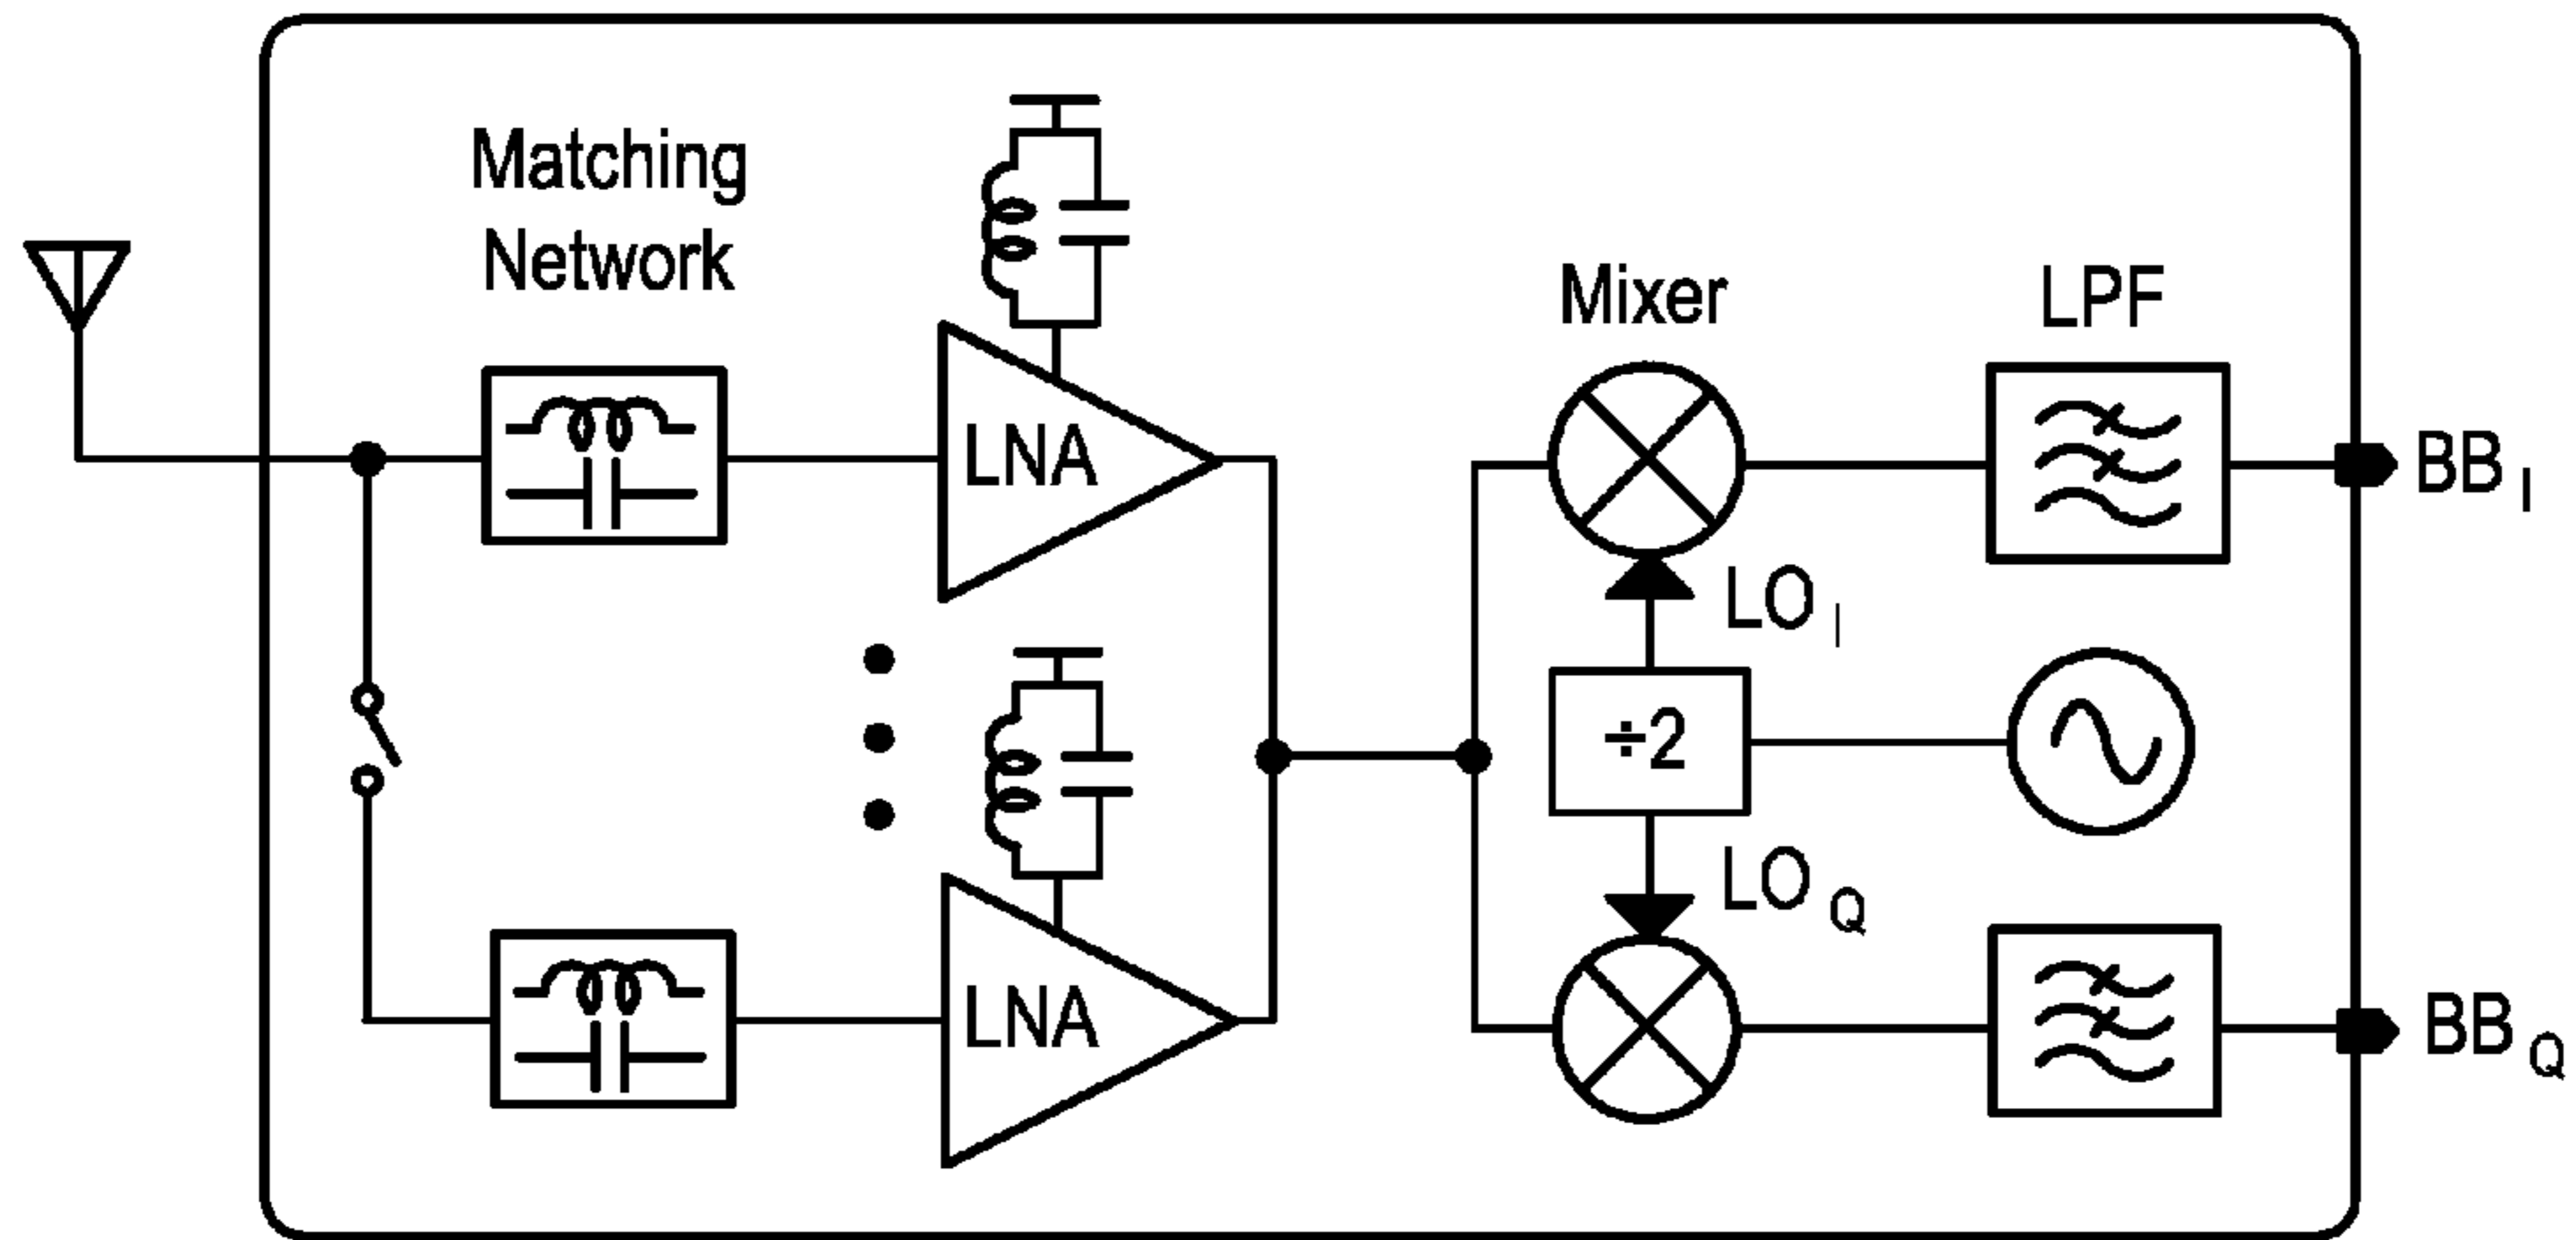 Matching
Network
Mixer
LPF
LNA
BB I
LO I
÷2
LO Q
LNA
BB Q